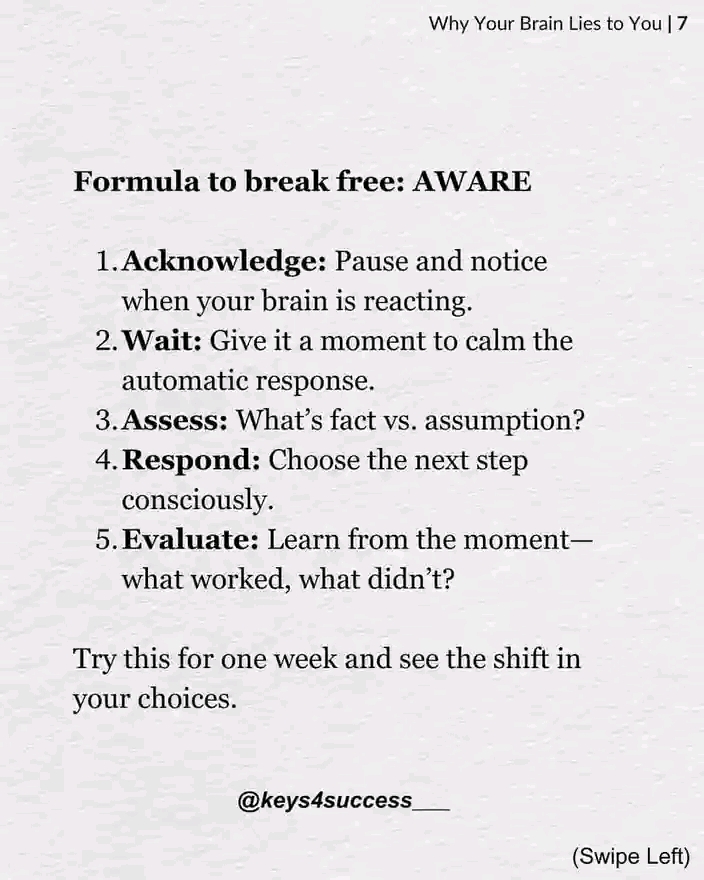 Why Your Brain Lies to You | 7
Formula to break free: AWARE
1. Acknowledge: Pause and notice
when your brain is reacting.
2. Wait: Give it a moment to calm the
automatic response.
3. Assess: What’s fact vs. assumption?
4. Respond: Choose the next step
consciously.
5. Evaluate: Learn from the moment—
what worked, what didn’t?
Try this for one week and see the shift in
your choices.
@keys4success___
(Swipe Left)